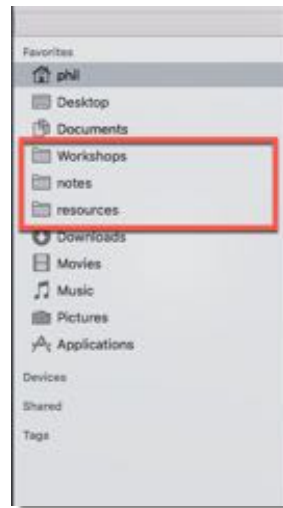 Favorites
phil
Desktop
Documents
Workshops
notes
resources
Downloads
Movies
Music
Pictures
Applications
Devices
Shared
Tags